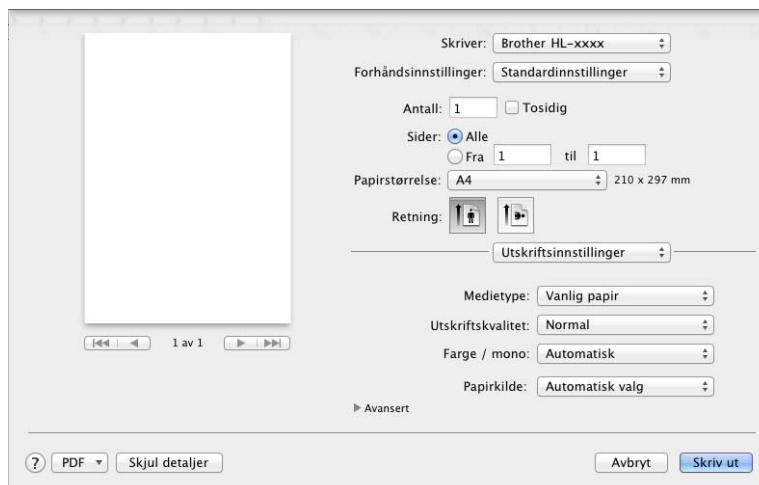 Skriver: Brother HL-xxxx
Forhåndsinnstillinger: Standardinnstillinger
Antall: 1 Tosidig
Sider: Alle
Fra 1 til 1
Papirstørrelse: A4 210 x 297 mm
Retning:
Utskriftsinnstillinger
Medietype: Vanlig papir
Utskriftskvalitet: Normal
1 av 1
Farge / mono: Automatisk
Papirkilde: Automatisk valg
Avansert
? PDF Skjul detaljer Avbryt Skriv ut